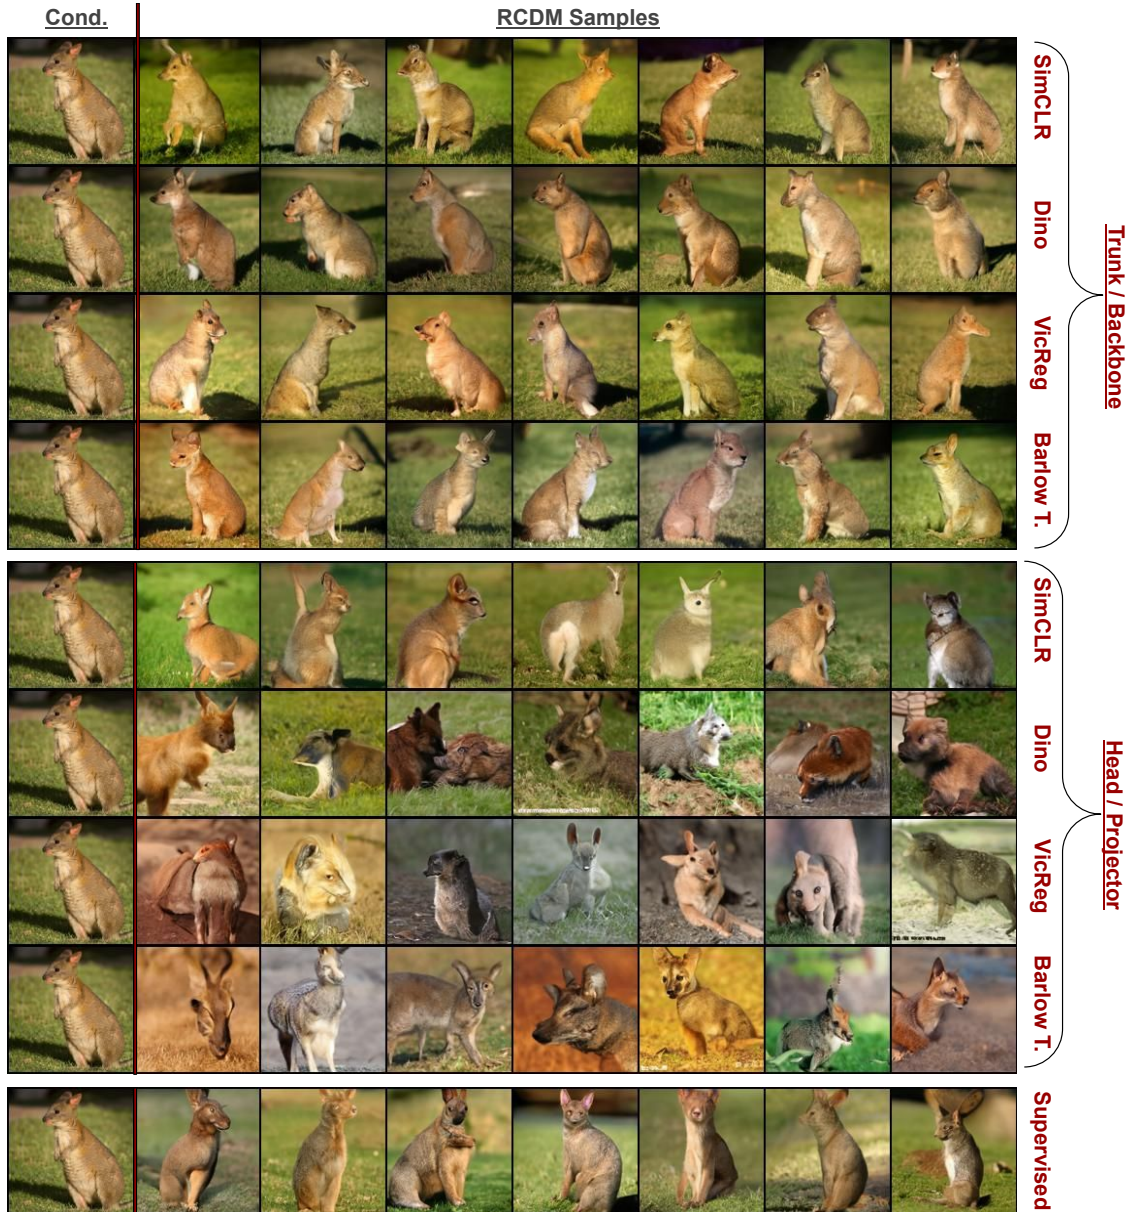 Cond.
RCDM Samples
SimCLR
Dino
VicReg
Barlow T.
Trunk / Backbone
SimCLR
Dino
VicReg
Barlow T.
Head / Projector
Supervised